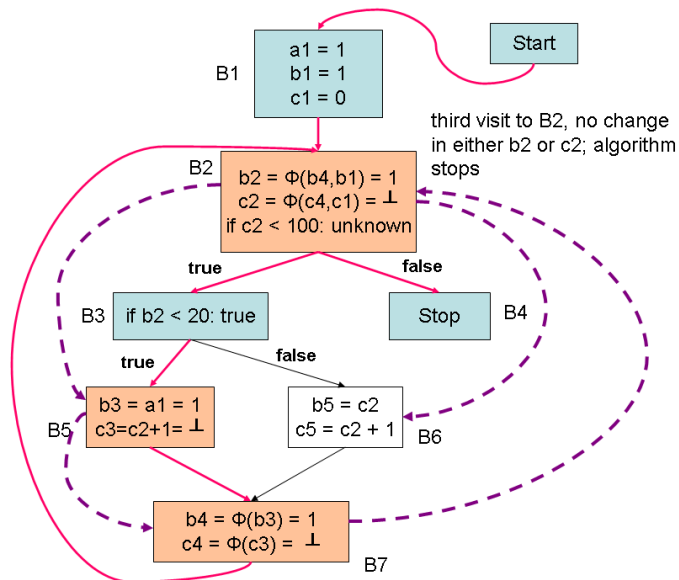 Start
B1
a1 = 1
b1 = 1
c1 = 0
third visit to B2, no change
in either b2 or c2; algorithm
stops
B2
b2 = Φ(b4,b1) = 1
c2 = Φ(c4,c1) = ⊥
if c2 < 100: unknown
true
false
B3
if b2 < 20: true
Stop
B4
true
false
b3 = a1 = 1
c3=c2+1= ⊥
B5
b5 = c2
c5 = c2 + 1
B6
b4 = Φ(b3) = 1
c4 = Φ(c3) = ⊥
B7